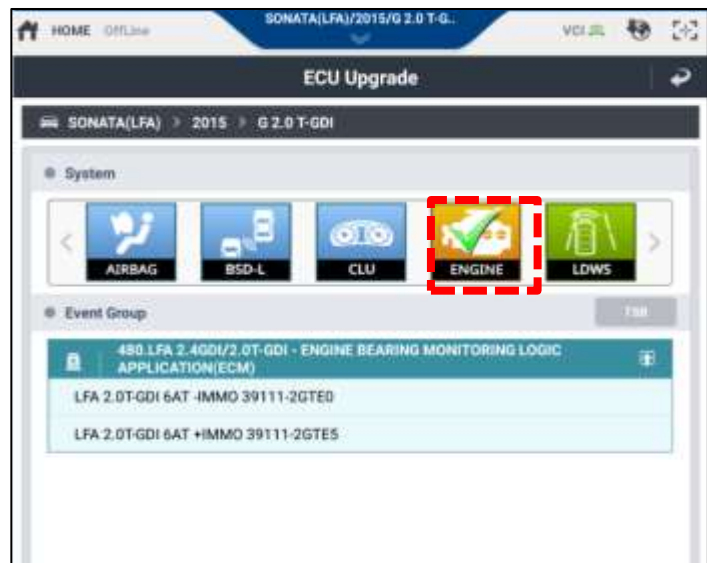 HOME OffLine
SONATA(LFA)/2015/G 2.0 T-G..
VCI
ECU Upgrade
SONATA(LFA) > 2015 > G 2.0 T-GDI
System
AIRBAG
BSD-L
CLU
ENGINE
LDWS
Event Group
TSB
480.LFA 2.4GDI/2.0T-GDI - ENGINE BEARING MONITORING LOGIC
APPLICATION(ECM)
LFA 2.0T-GDI 6AT -IMMO 39111-2GTE0
LFA 2.0T-GDI 6AT +IMMO 39111-2GTE5